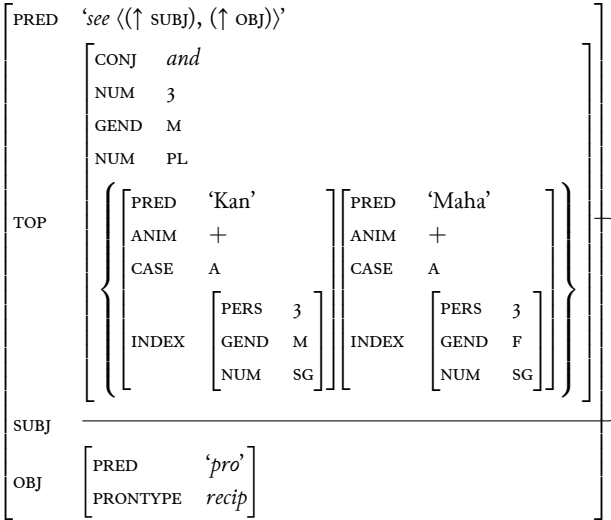 PRED ‘see ⟨(↑ SUBJ), (↑ OBJ)⟩’
CONJ and
NUM 3
GEND M
NUM PL
PRED ‘Kan’ PRED ‘Maha’
TOP
ANIM + ANIM +
CASE A CASE A
PERS 3 PERS 3
INDEX GEND M INDEX GEND F
NUM SG NUM SG
SUBJ
PRED ‘pro’
OBJ
PRONTYPE recip